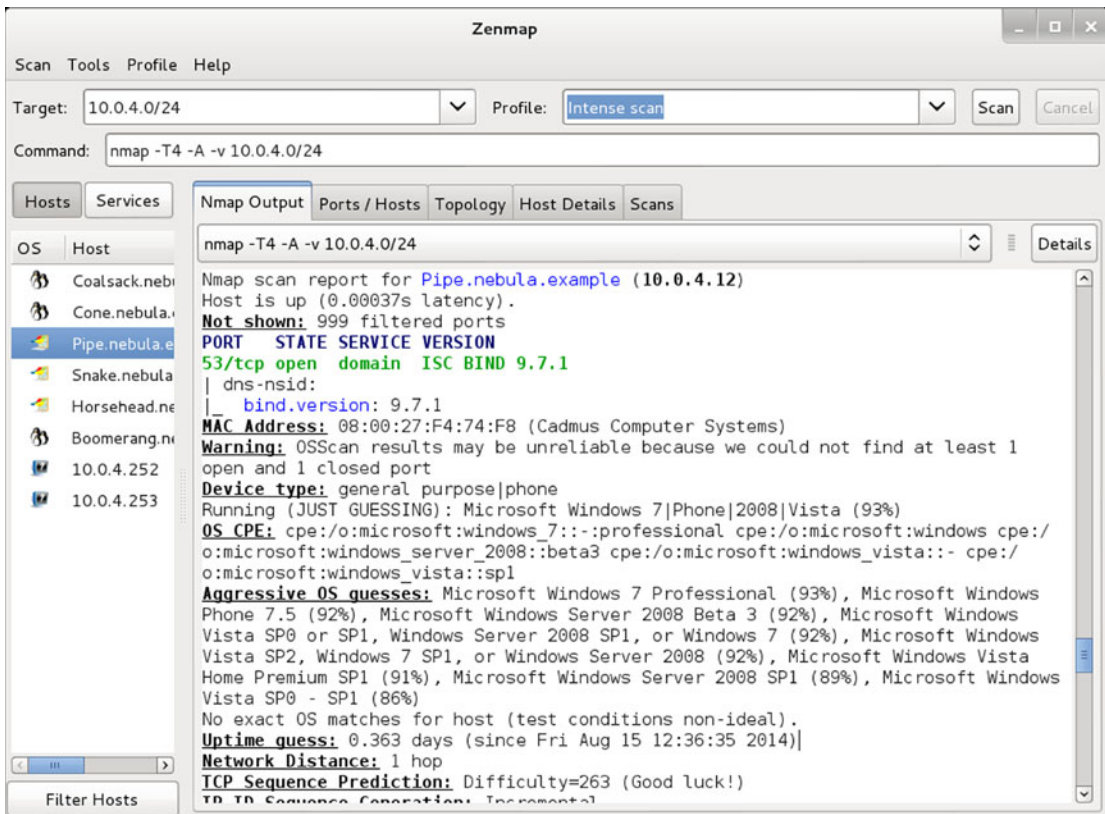 Zenmap
Scan Tools Profile Help
Target: 10.0.4.0/24 Profile: Intense scan Scan Cancel
Command: nmap -T4 -A -v 10.0.4.0/24
Hosts Services
Nmap Output Ports / Hosts Topology Host Details Scans
OS Host
nmap -T4 -A -v 10.0.4.0/24 Details
Coalsack.neb
Cone.nebula.
Pipe.nebula.e
Snake.nebula
Horsehead.ne
Boomerang.n
10.0.4.252
10.0.4.253
Filter Hosts
Nmap scan report for Pipe.nebula.example (10.0.4.12)
Host is up (0.00037s latency).
Not shown: 999 filtered ports
PORT STATE SERVICE VERSION
53/tcp open domain ISC BIND 9.7.1
| dns-nsid:
|_ bind.version: 9.7.1
MAC Address: 08:00:27:F4:74:F8 (Cadmus Computer Systems)
Warning: OSScan results may be unreliable because we could not find at least 1
open and 1 closed port
Device type: general purpose|phone
Running (JUST GUESSING): Microsoft Windows 7|Phone|2008|Vista (93%)
OS CPE: cpe:/o:microsoft:windows_7::-:professional cpe:/o:microsoft:windows cpe:/
o:microsoft:windows_server_2008::beta3 cpe:/o:microsoft:windows_vista::- cpe:/
o:microsoft:windows_vista::sp1
Aggressive OS guesses: Microsoft Windows 7 Professional (93%), Microsoft Windows
Phone 7.5 (92%), Microsoft Windows Server 2008 Beta 3 (92%), Microsoft Windows
Vista SP0 or SP1, Windows Server 2008 SP1, or Windows 7 (92%), Microsoft Windows
Vista SP2, Windows 7 SP1, or Windows Server 2008 (92%), Microsoft Windows Vista
Home Premium SP1 (91%), Microsoft Windows Server 2008 SP1 (89%), Microsoft Windows
Vista SP0 - SP1 (86%)
No exact OS matches for host (test conditions non-ideal).
Uptime guess: 0.363 days (since Fri Aug 15 12:36:35 2014)
Network Distance: 1 hop
TCP Sequence Prediction: Difficulty=263 (Good luck!)
IP ID Sequence Generation: Incremental